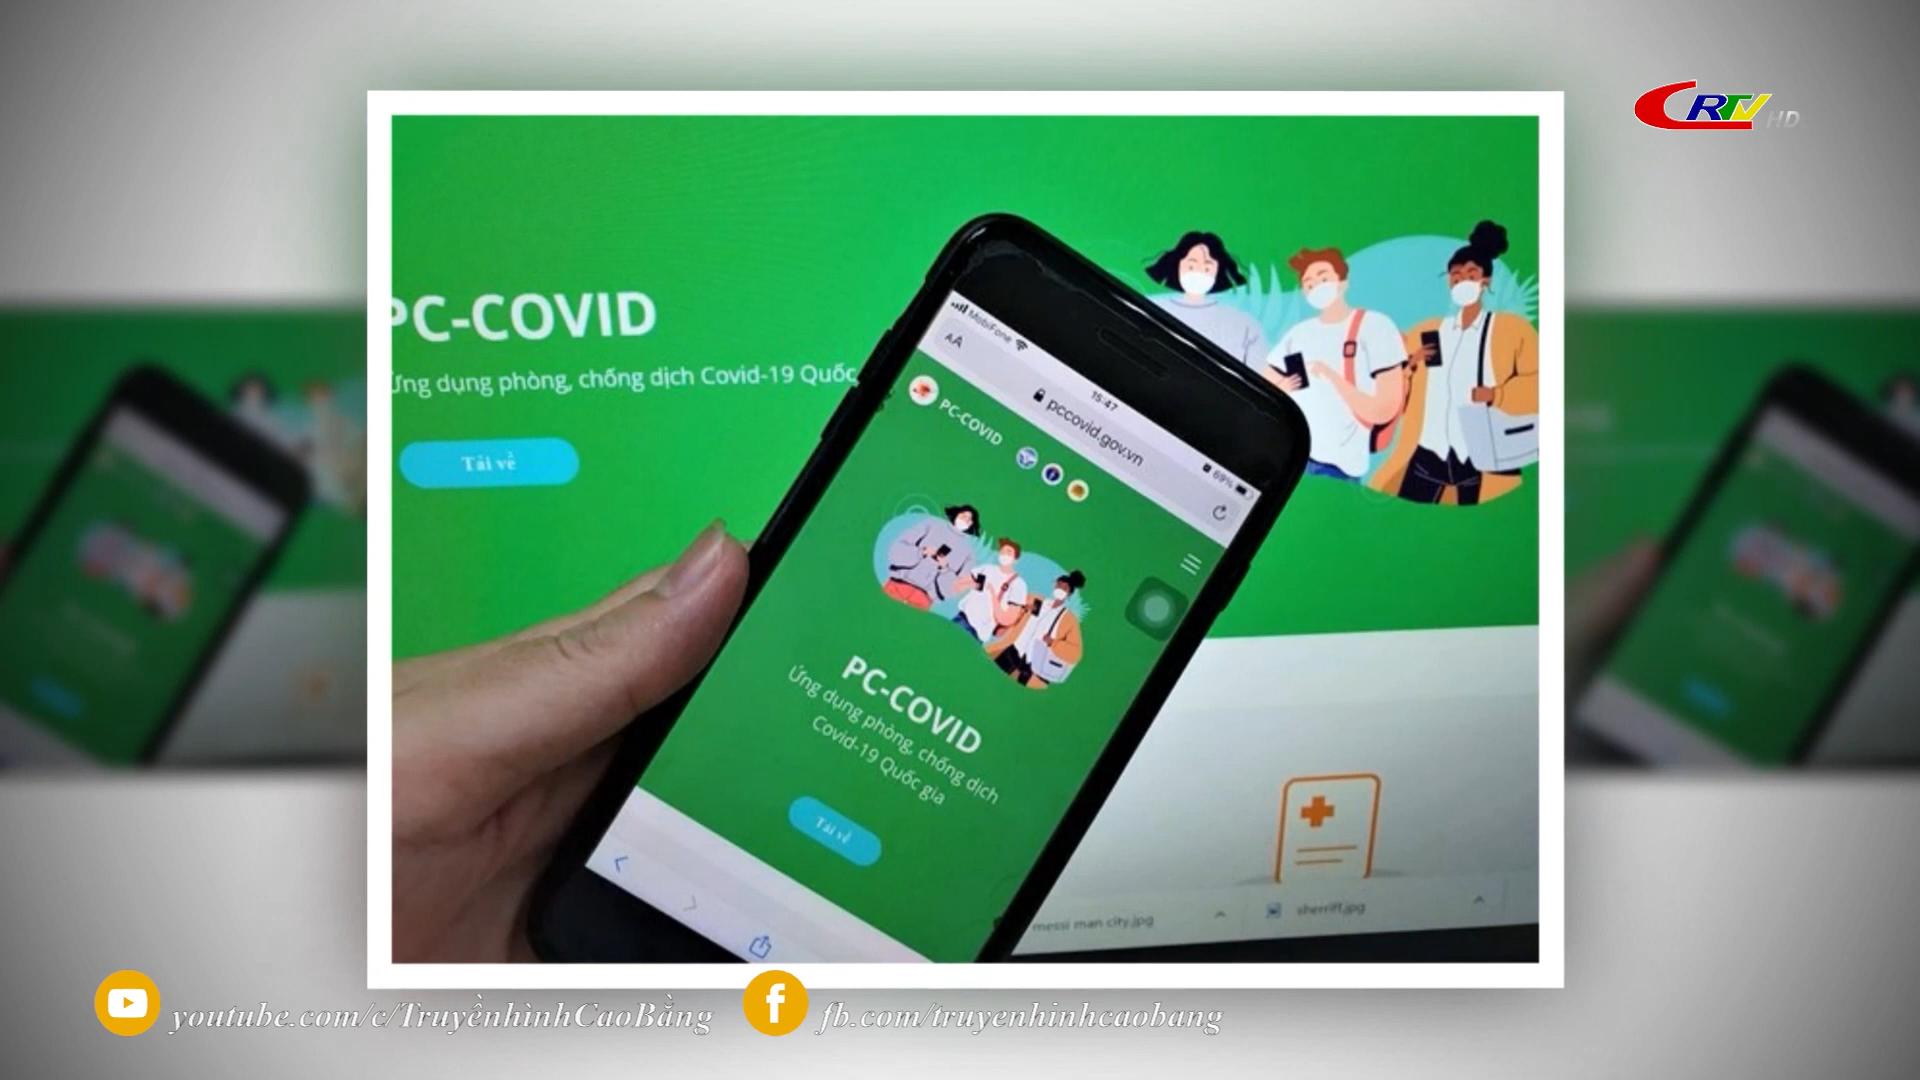 CRTV HD
PC-COVID
Ứng dụng phòng, chống dịch Covid-19 Quốc
Tải về
MobiFone
15:47
69%
AA
pccovid.gov.vn
PC-COVID
PC-COVID
Ứng dụng phòng, chống dịch
Covid-19 Quốc gia
Tải về
messi man city.jpg
sherriff.jpg
youtube.com/c/TruyềnhìnhCaoBằng
fb.com/truyenhinhcaobang